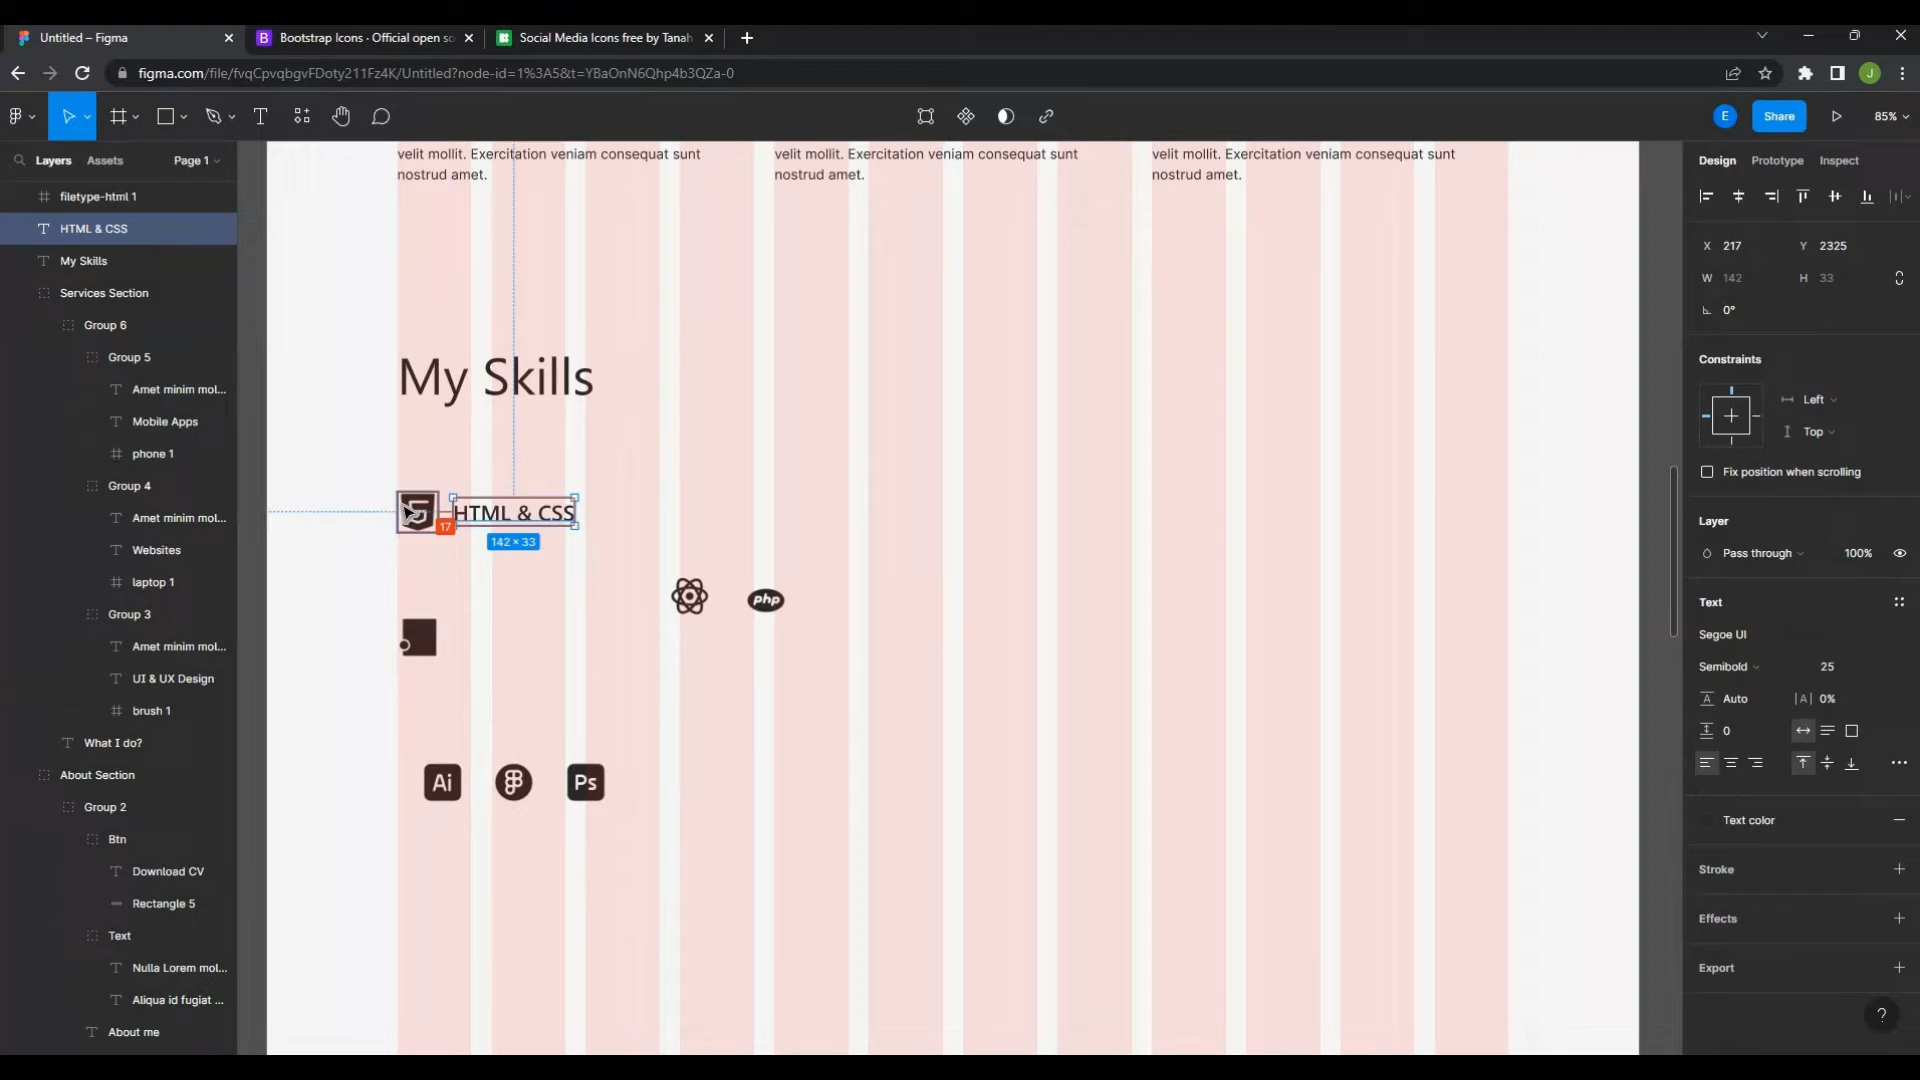 Untitled – Figma
Bootstrap Icons · Official open so
Social Media Icons free by Tanah
figma.com/file/fvqCpvqbgvFDoty211Fz4K/Untitled?node-id=1%3A5&t=YBaOnN6Qhp4b3QZa-0
J
E
Share
85%
Layers
Assets
Page 1
filetype-html 1
HTML & CSS
My Skills
Services Section
Group 6
Group 5
Amet minim mol...
Mobile Apps
phone 1
Group 4
Amet minim mol...
Websites
laptop 1
Group 3
Amet minim mol...
UI & UX Design
brush 1
What I do?
About Section
Group 2
Btn
Download CV
Rectangle 5
Text
Nulla Lorem mol...
Aliqua id fugiat ...
About me
velit mollit. Exercitation veniam consequat sunt
nostrud amet.
velit mollit. Exercitation veniam consequat sunt
nostrud amet.
velit mollit. Exercitation veniam consequat sunt
nostrud amet.
My Skills
HTML & CSS
17
142 × 33
php
Ai
Ps
Design
Prototype
Inspect
X 217
Y 2325
W 142
H 33
0°
Constraints
Left
Top
Fix position when scrolling
Layer
Pass through
100%
Text
Segoe UI
Semibold
25
Auto
|A| 0%
0
Text color
Stroke
Effects
Export
?